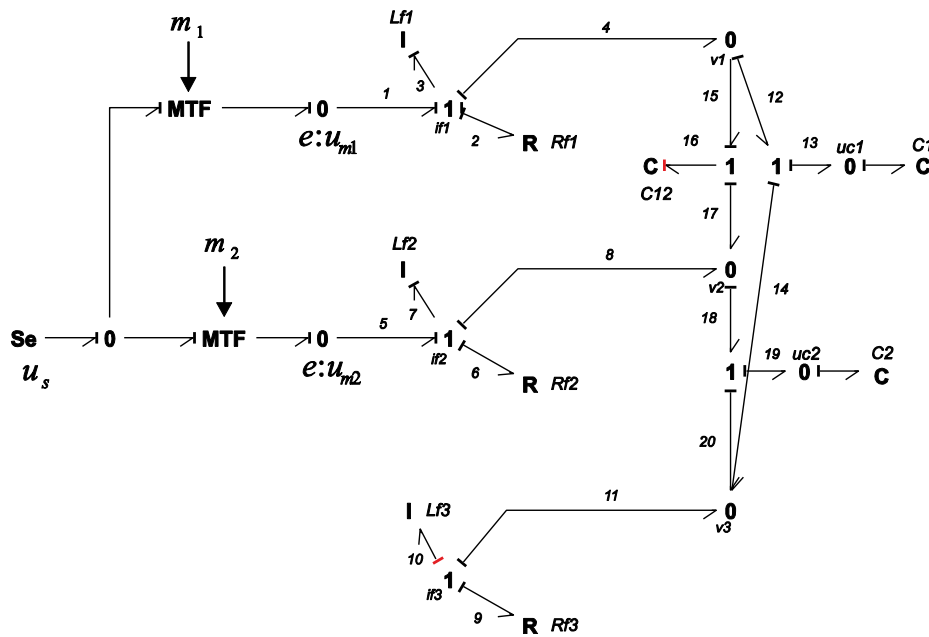 m 1
Lf1
I
4
0
v1
MTF
0
1
3
1
if1
2
R Rf1
e:u m1
15
12
C
16
1
1
13
uc1
0
C1
C
C12
17
m 2
Lf2
I
8
0
v2
14
Se
0
MTF
0
5
7
1
if2
6
R Rf2
u s
e:u m2
18
1
19
uc2
0
C2
C
20
I Lf3
11
0
v3
10
1
if3
9
R Rf3